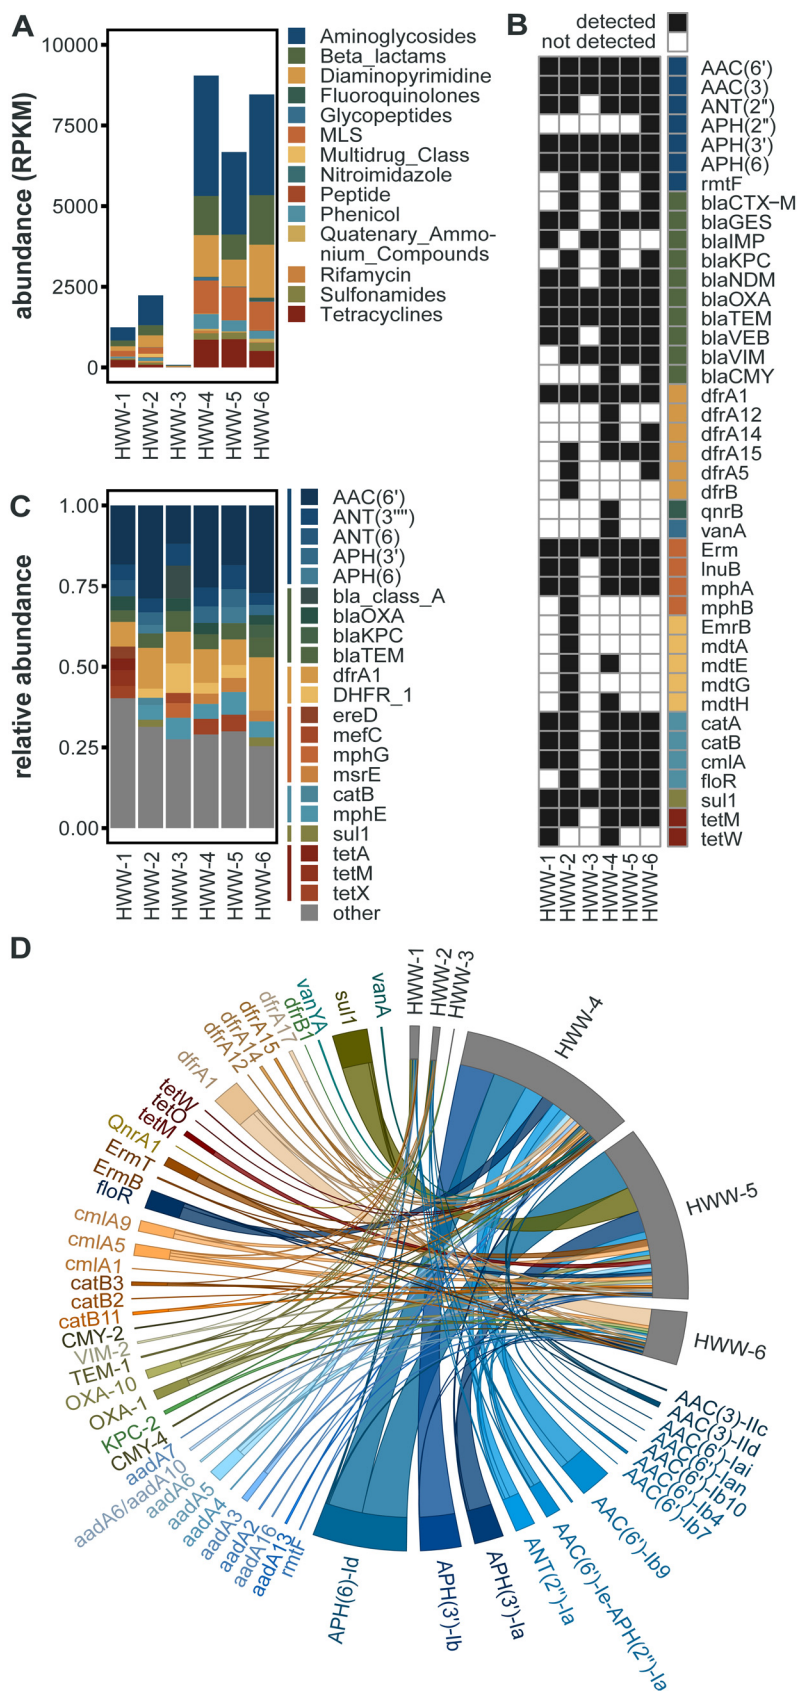 A
abundance (RPKM)
10000
7500
5000
2500
0
HWW-1
HWW-2
HWW-3
HWW-4
HWW-5
HWW-6
Aminoglycosides
Beta_lactams
Diaminopyrimidine
Fluoroquinolones
Glycopeptides
MLS
Multidrug_Class
Nitroimidazole
Peptide
Phenicol
Quatenary_Ammo-
nium_Compounds
Rifamycin
Sulfonamides
Tetracyclines
B
detected
not detected
AAC(6')
AAC(3)
ANT(2")
APH(2")
APH(3')
APH(6)
rmtF
blaCTX−M
blaGES
blaIMP
blaKPC
blaNDM
blaOXA
blaTEM
blaVEB
blaVIM
blaCMY
dfrA1
dfrA12
dfrA14
dfrA15
dfrA5
dfrB
qnrB
vanA
Erm
lnuB
mphA
mphB
EmrB
mdtA
mdtE
mdtG
mdtH
catA
catB
cmlA
floR
sul1
tetM
tetW
HWW-1
HWW-2
HWW-3
HWW-4
HWW-5
HWW-6
C
relative abundance
1.00
0.75
0.50
0.25
0.00
HWW-1
HWW-2
HWW-3
HWW-4
HWW-5
HWW-6
AAC(6')
ANT(3"")
ANT(6)
APH(3')
APH(6)
bla_class_A
blaOXA
blaKPC
blaTEM
dfrA1
DHFR_1
ereD
mefC
mphG
msrE
catB
mphE
sul1
tetA
tetM
tetX
other
D
HWW-1
HWW-2
HWW-3
HWW-4
HWW-5
HWW-6
AAC(3)-IIc
AAC(3)-IId
AAC(6')-Iai
AAC(6')-Ian
AAC(6')-Ib10
AAC(6')-Ib4
AAC(6')-Ib7
AAC(6')-Ib9
AAC(6')-Ie-APH(2")-Ia
ANT(2")-Ia
APH(3')-Ia
APH(3')-Ib
APH(6)-Id
rmtF
aadA13
aadA16
aadA2
aadA3
aadA4
aadA5
aadA6
aadA6/aadA10
aadA7
CMY-4
KPC-2
OXA-1
OXA-10
TEM-1
VIM-2
CMY-2
catB11
catB2
catB3
cmlA1
cmlA5
cmlA9
floR
ErmB
ErmT
QnrA1
tetM
tetO
tetW
dfrA1
dfrA12
dfrA14
dfrA15
dfrA17
dfrB1
vanYA
sul1
vanA